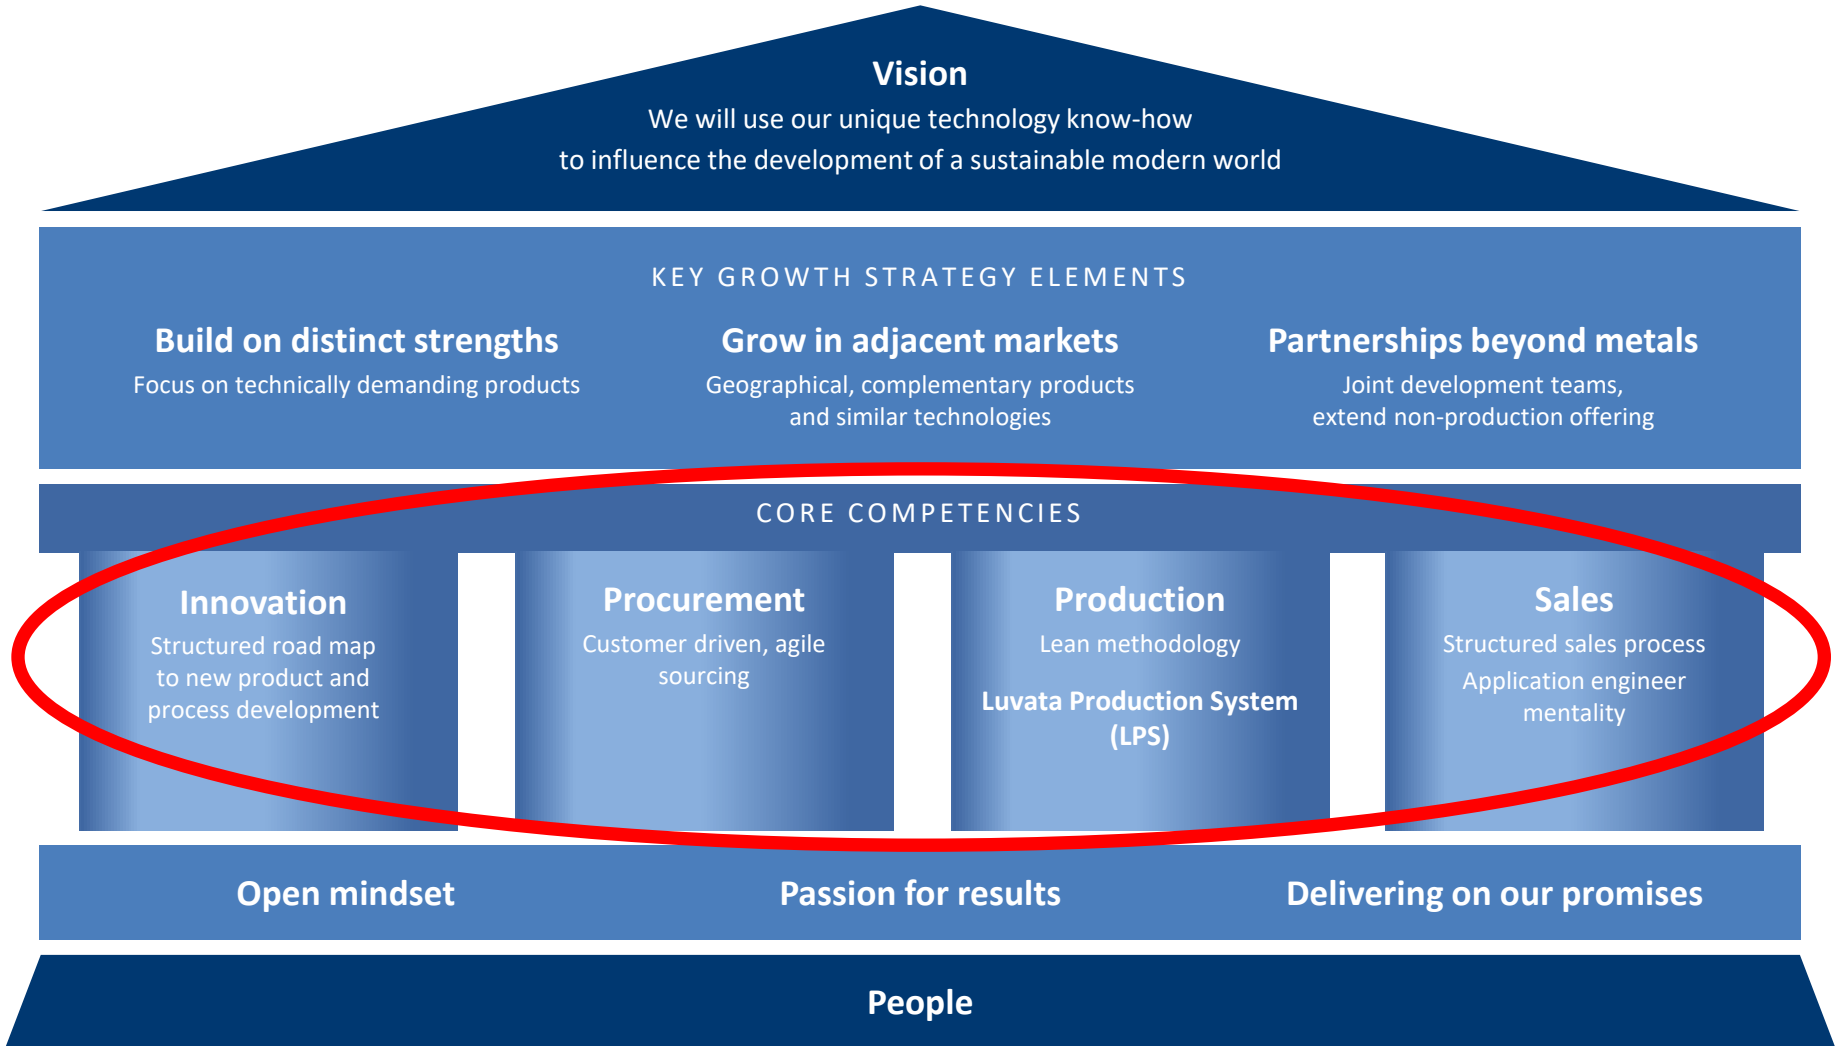 Vision
We will use our unique technology know-how
to influence the development of a sustainable modern world
KEY GROWTH STRATEGY ELEMENTS
Build on distinct strengths
Focus on technically demanding products
Grow in adjacent markets
Geographical, complementary products
and similar technologies
Partnerships beyond metals
Joint development teams,
extend non-production offering
CORE COMPETENCIES
Innovation
Structured road map
to new product and
process development
Procurement
Customer driven, agile
sourcing
Production
Lean methodology
Luvata Production System
(LPS)
Sales
Structured sales process
Application engineer
mentality
Open mindset
Passion for results
Delivering on our promises
People